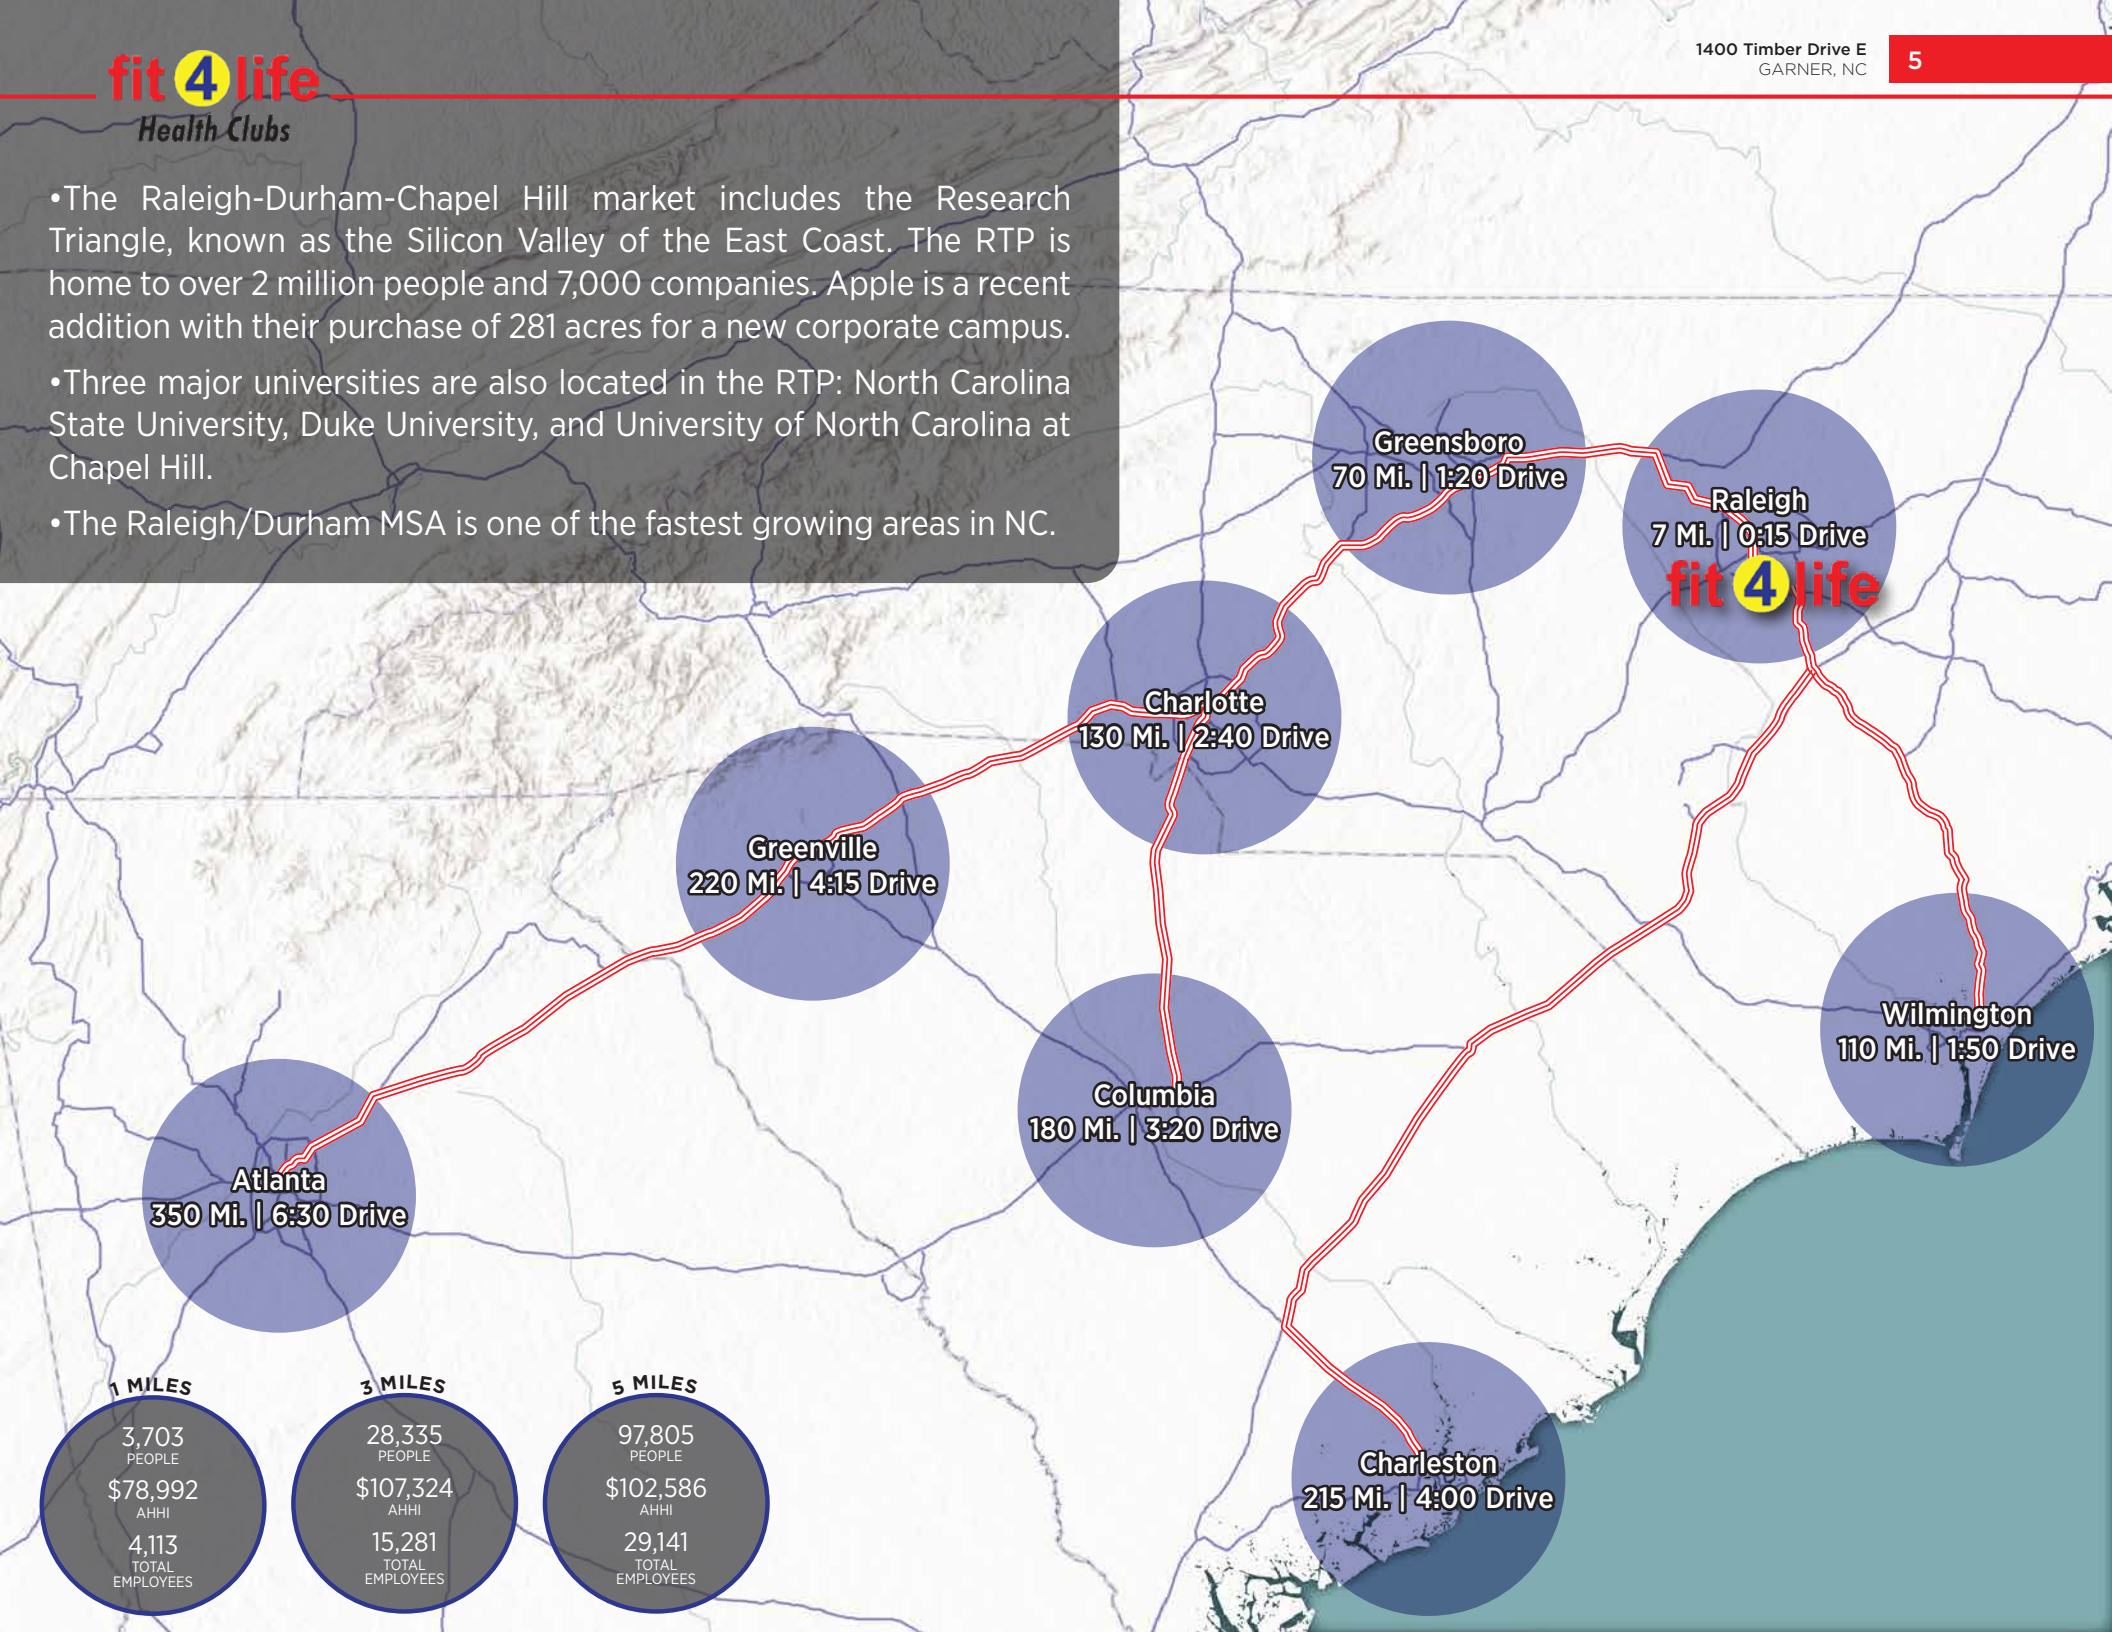 fit 4 life
Health Clubs
1400 Timber Drive E
GARNER, NC
5
•The Raleigh-Durham-Chapel Hill market includes the Research
Triangle, known as the Silicon Valley of the East Coast. The RTP is
home to over 2 million people and 7,000 companies. Apple is a recent
addition with their purchase of 281 acres for a new corporate campus.
•Three major universities are also located in the RTP: North Carolina
State University, Duke University, and University of North Carolina at
Chapel Hill.
•The Raleigh/Durham MSA is one of the fastest growing areas in NC.
Greensboro
70 Mi. | 1:20 Drive
Raleigh
7 Mi. | 0:15 Drive
fit 4 life
Charlotte
130 Mi. | 2:40 Drive
Greenville
220 Mi. | 4:15 Drive
Wilmington
110 Mi. | 1:50 Drive
Columbia
180 Mi. | 3:20 Drive
Atlanta
350 Mi. | 6:30 Drive
Charleston
215 Mi. | 4:00 Drive
1 MILES
3,703
PEOPLE
$78,992
AHHI
4,113
TOTAL
EMPLOYEES
3 MILES
28,335
PEOPLE
$107,324
AHHI
15,281
TOTAL
EMPLOYEES
5 MILES
97,805
PEOPLE
$102,586
AHHI
29,141
TOTAL
EMPLOYEES